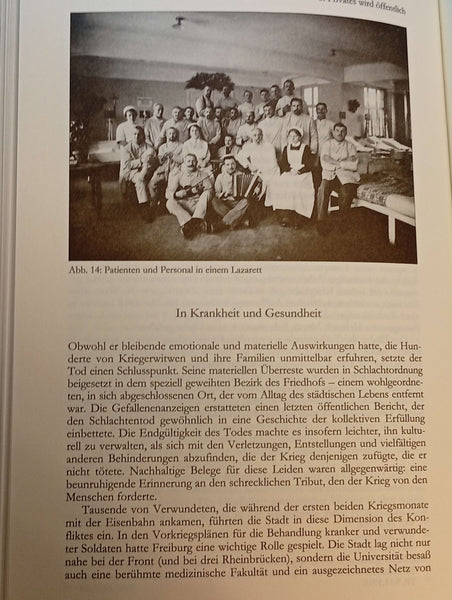 wird öffentlich
Abb. 14: Patienten und Personal in einem Lazarett
In Krankheit und Gesundheit
Obwohl er bleibende emotionale und materielle Auswirkungen hatte, die Hun-
derte von Kriegerwitwen und ihre Familien unmittelbar erfuhren, setzte der
Tod einen Schlusspunkt. Seine materiellen Überreste wurden in Schlachtordnung
beigesetzt in dem speziell geweihten Bezirk des Friedhofs – einem wohlgeordne-
ten, in sich abgeschlossenen Ort, der vom Alltag des städtischen Lebens entfernt
war. Die Gefallenenanzeigen erstatteten einen letzten öffentlichen Bericht, der
den Schlachtentod gewöhnlich in eine Geschichte der kollektiven Erfüllung
einbettete. Die Endgültigkeit des Todes machte es insofern leichter, ihn kultu-
rell zu verwalten, als sich mit den Verletzungen, Entstellungen und vielfältigen
anderen Behinderungen abzufinden, die der Krieg denjenigen zufügte, die er
nicht tötete. Nachhaltige Belege für diese Leiden waren allgegenwärtig: eine
beunruhigende Erinnerung an den schrecklichen Tribut, den der Krieg von den
Menschen forderte.
Tausende von Verwundeten, die während der ersten beiden Kriegsmonate
mit der Eisenbahn ankamen, führten die Stadt in diese Dimension des Kon-
fliktes ein. In den Vorkriegsplänen für die Behandlung kranker und verwunde-
ter Soldaten hatte Freiburg eine wichtige Rolle gespielt. Die Stadt lag nicht nur
nahe bei der Front (und bei drei Rheinbrücken), sondern die Universität besaß
auch eine berühmte medizinische Fakultät und ein ausgezeichnetes Netz von